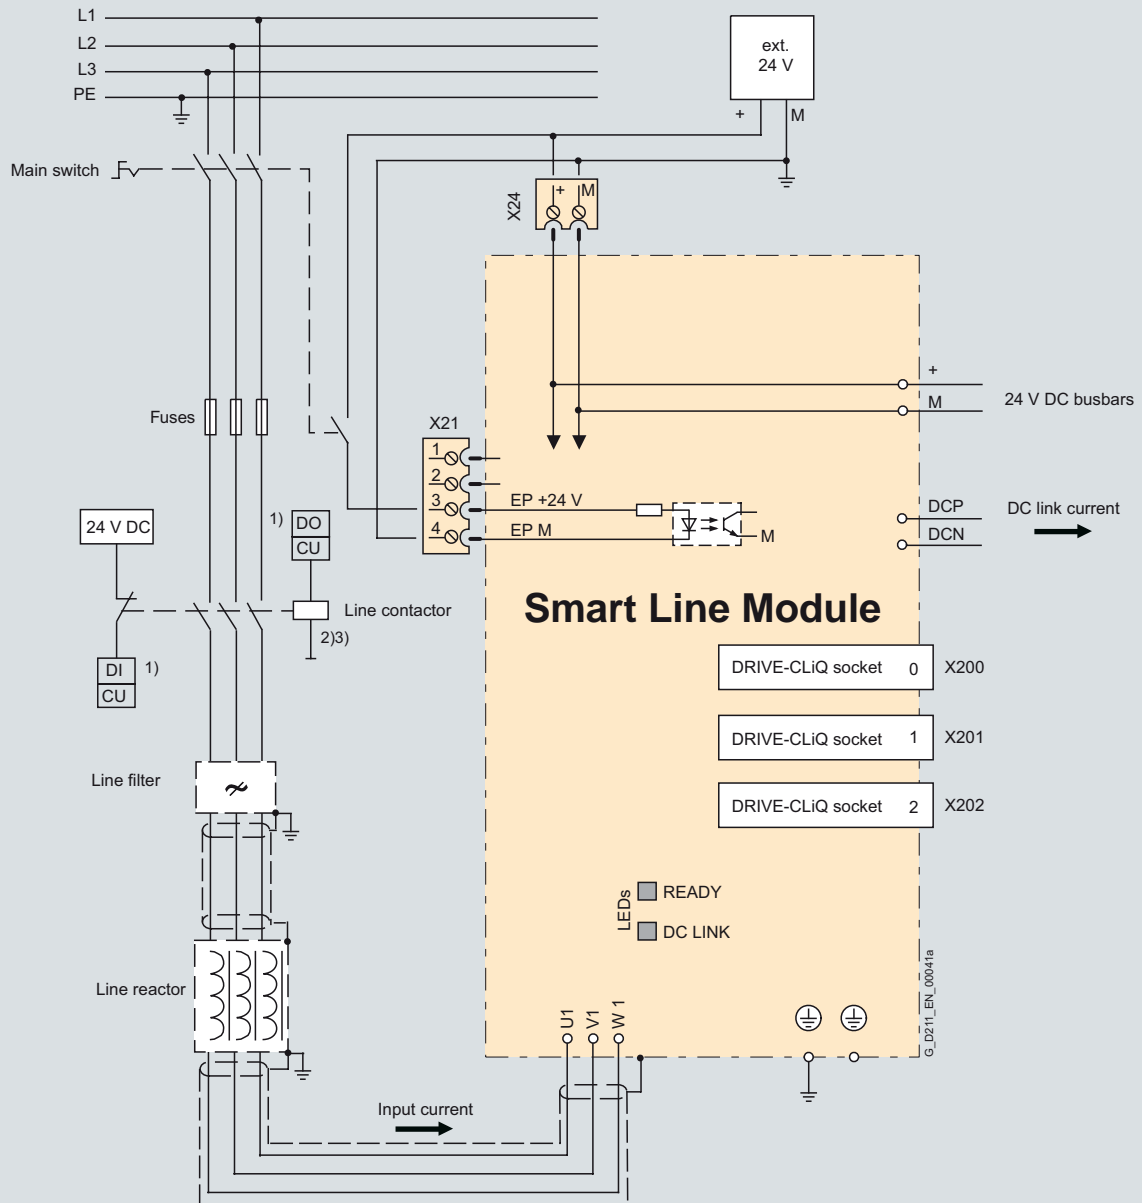 L1
L2
L3
PE
ext.
24 V
+
M
Main switch
X24
+ M
+
M
24 V DC busbars
Fuses
X21
1
2
3
4
EP +24 V
EP M
M
DCP
DCN
DC link current
24 V DC
1)
DO
CU
Line contactor
2)3)
DI
CU
1)
Smart Line Module
DRIVE-CLiQ socket 0
X200
DRIVE-CLiQ socket 1
X201
DRIVE-CLiQ socket 2
X202
Line filter
LEDs
READY
DC LINK
Line reactor
U1
V1
W 1
G_D211_EN_00041a
Input current